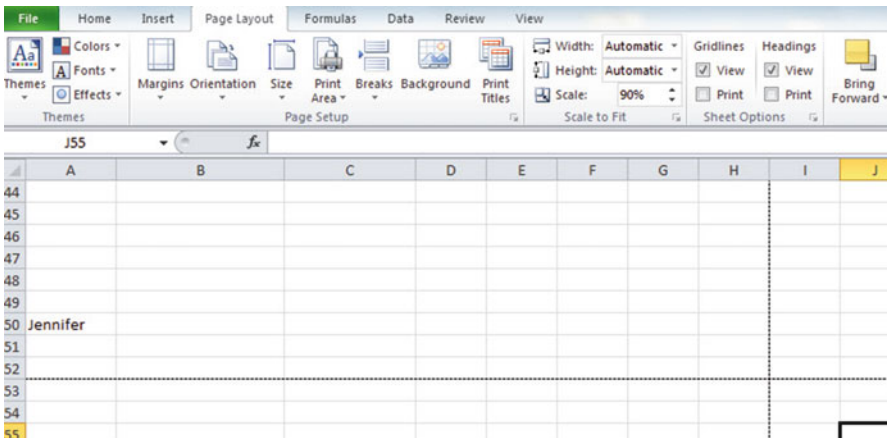 File Home Insert Page Layout Formulas Data Review View
Colors Width: Automatic Gridlines Headings
Fonts Height: Automatic View View
Themes Effects Margins Orientation Size Print Area Breaks Background Print Titles Scale: 90% Print Print Bring Forward
Themes Page Setup Scale to Fit Sheet Options
J55 fx
A B C D E F G H I J
44
45
46
47
48
49
50 Jennifer
51
52
53
54
55